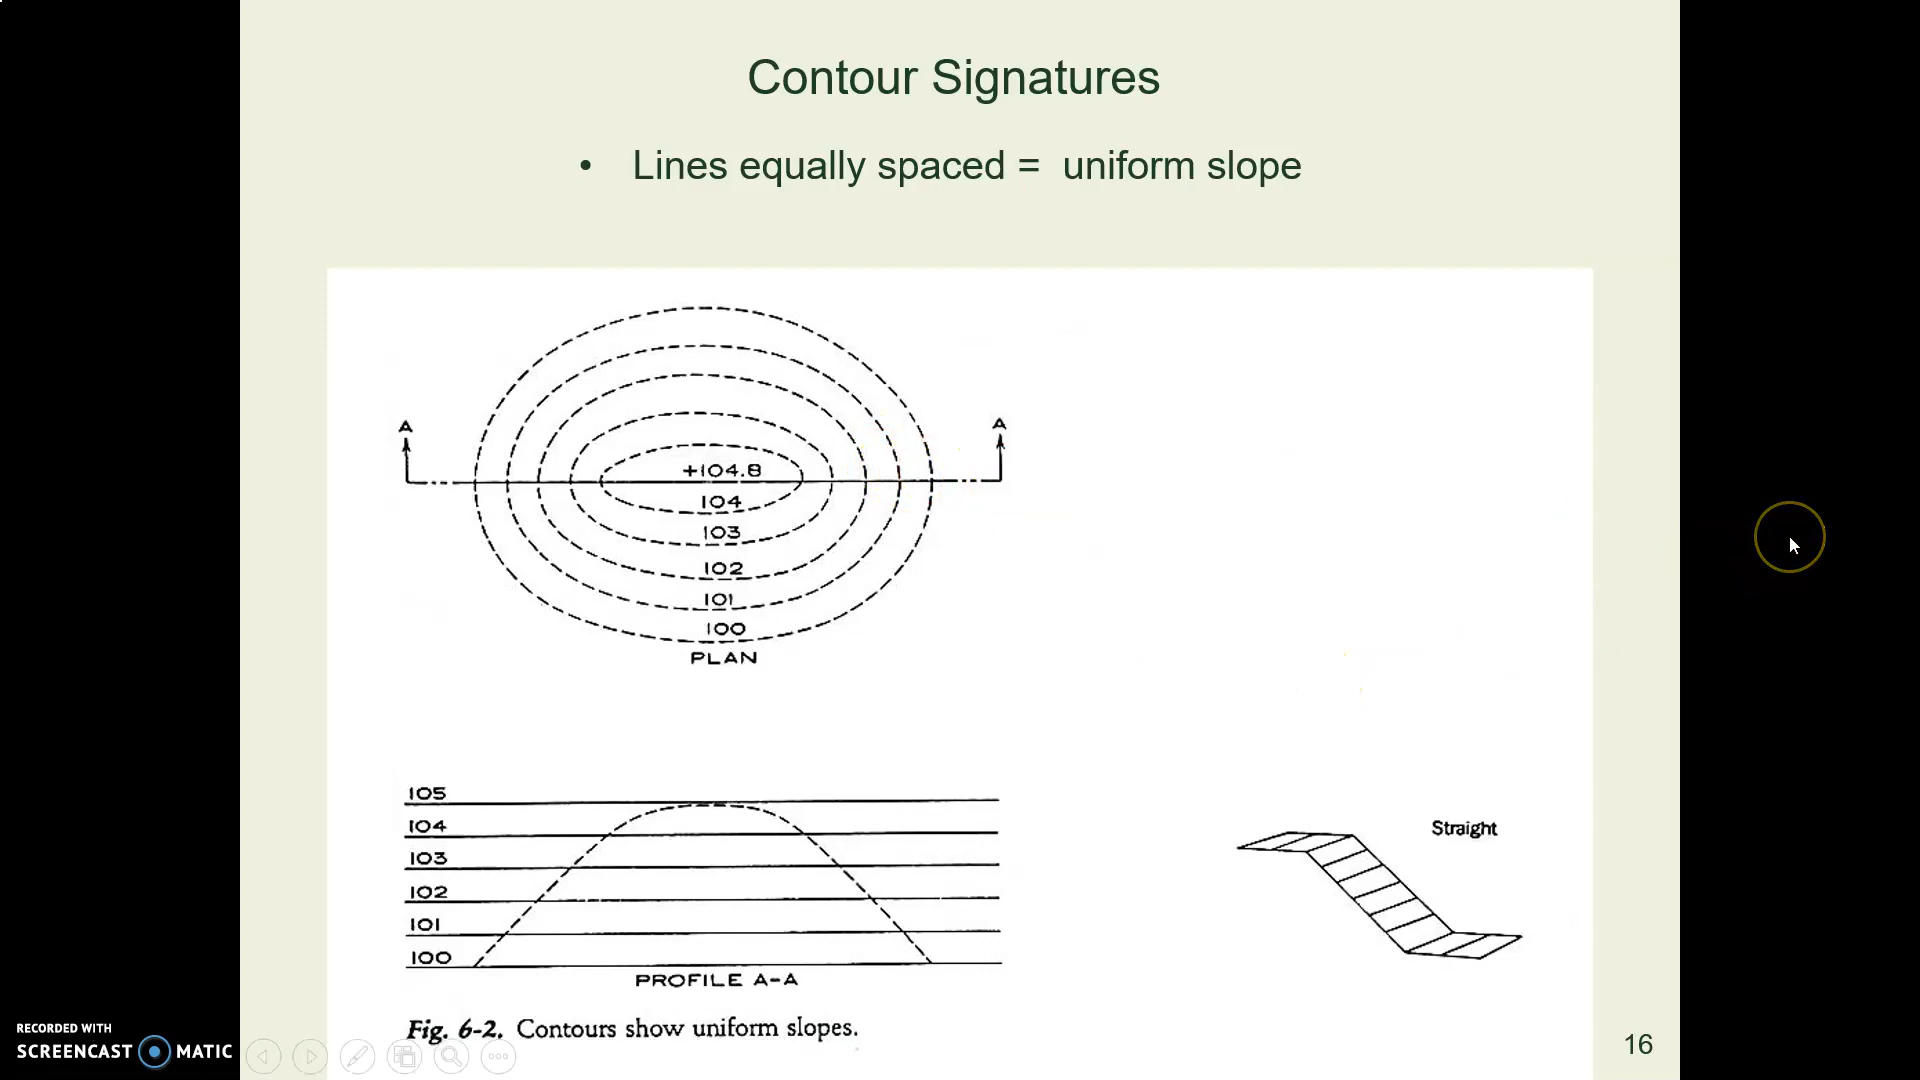 Contour Signatures
• Lines equally spaced = uniform slope
A
A
+104.8
104
103
102
101
100
PLAN
105
104
103
102
101
100
PROFILE A-A
Straight
Fig. 6-2. Contours show uniform slopes.
16
RECORDED WITH
SCREENCAST MATIC